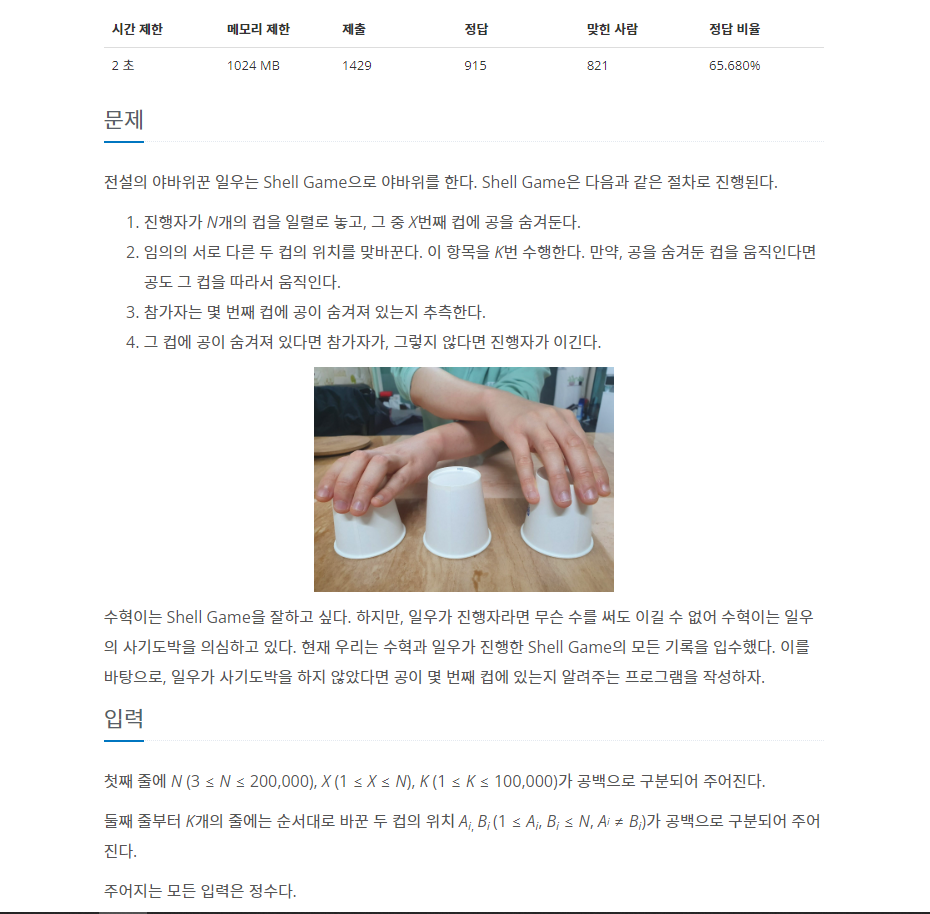 시간 제한 메모리 제한 제출 정답 맞힌 사람 정답 비율
2 초 1024 MB 1429 915 821 65.680%
문제
전설의 야바위꾼 일우는 Shell Game으로 야바위를 한다. Shell Game은 다음과 같은 절차로 진행된다.
1. 진행자가 N개의 컵을 일렬로 놓고, 그 중 X번째 컵에 공을 숨겨둔다.
2. 임의의 서로 다른 두 컵의 위치를 맞바꾼다. 이 항목을 K번 수행한다. 만약, 공을 숨겨둔 컵을 움직인다면
공도 그 컵을 따라서 움직인다.
3. 참가자는 몇 번째 컵에 공이 숨겨져 있는지 추측한다.
4. 그 컵에 공이 숨겨져 있다면 참가자가, 그렇지 않다면 진행자가 이긴다.
수혁이는 Shell Game을 잘하고 싶다. 하지만, 일우가 진행자라면 무슨 수를 써도 이길 수 없어 수혁이는 일우
의 사기도박을 의심하고 있다. 현재 우리는 수혁과 일우가 진행한 Shell Game의 모든 기록을 입수했다. 이를
바탕으로, 일우가 사기도박을 하지 않았다면 공이 몇 번째 컵에 있는지 알려주는 프로그램을 작성하자.
입력
첫째 줄에 N (3 ≤ N ≤ 200,000), X (1 ≤ X ≤ N), K (1 ≤ K ≤ 100,000)가 공백으로 구분되어 주어진다.
둘째 줄부터 K개의 줄에는 순서대로 바꾼 두 컵의 위치 Ai, Bi (1 ≤ Ai, Bi ≤ N, Ai ≠ Bi)가 공백으로 구분되어 주어
진다.
주어지는 모든 입력은 정수다.